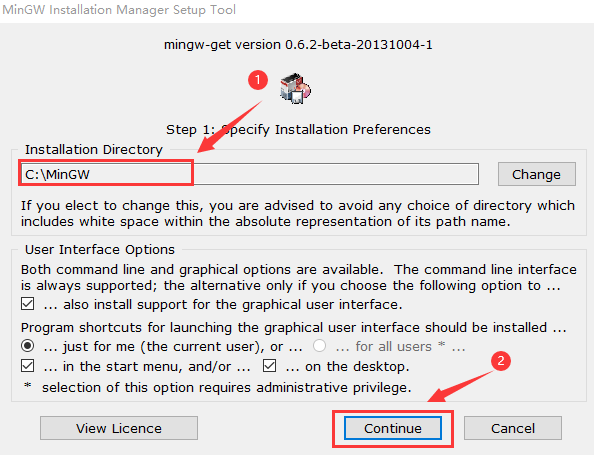 MinGW Installation Manager Setup Tool
mingw-get version 0.6.2-beta-20131004-1
1
Step 1: Specify Installation Preferences
Installation Directory
C:\MinGW
Change
If you elect to change this, you are advised to avoid any choice of directory which
includes white space within the absolute representation of its path name.
User Interface Options
Both command line and graphical options are available. The command line interface
is always supported; the alternative only if you choose the following option to ...
... also install support for the graphical user interface.
Program shortcuts for launching the graphical user interface should be installed ...
... just for me (the current user), or ... ... for all users * ...
... in the start menu, and/or ... ... on the desktop.
2
* selection of this option requires administrative privilege.
View Licence Continue Cancel